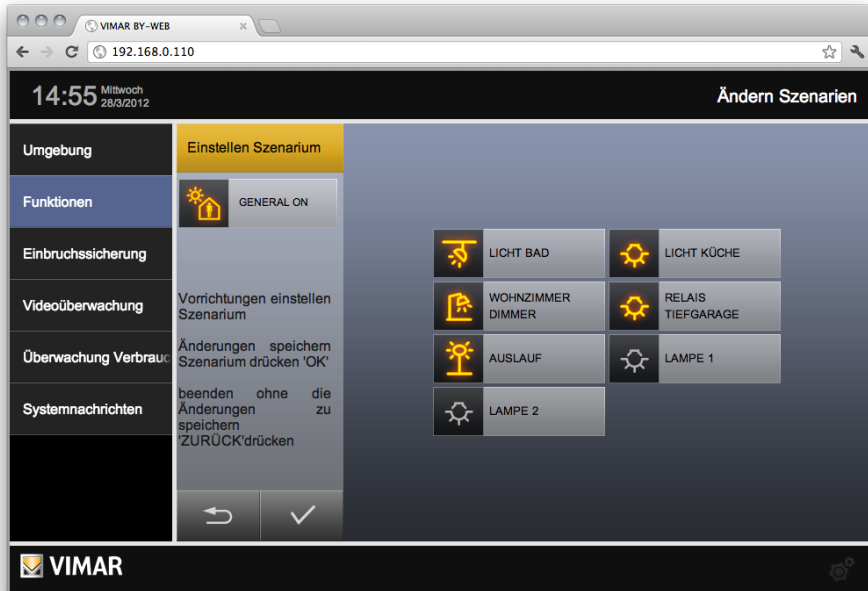 VIMAR BY-WEB
192.168.0.110
14:55 Mittwoch
28/3/2012
Ändern Szenarien
Umgebung
Funktionen
Einbruchssicherung
Videoüberwachung
Überwachung Verbrauc
Systemnachrichten
Einstellen Szenarium
GENERAL ON
Vorrichtungen einstellen
Szenarium
Änderungen speichern
Szenarium drücken 'OK'
beenden ohne die
Änderungen zu
speichern
'ZURÜCK'drücken
LICHT BAD
LICHT KÜCHE
WOHNZIMMER
DIMMER
RELAIS
TIEFGARAGE
AUSLAUF
LAMPE 1
LAMPE 2
VIMAR